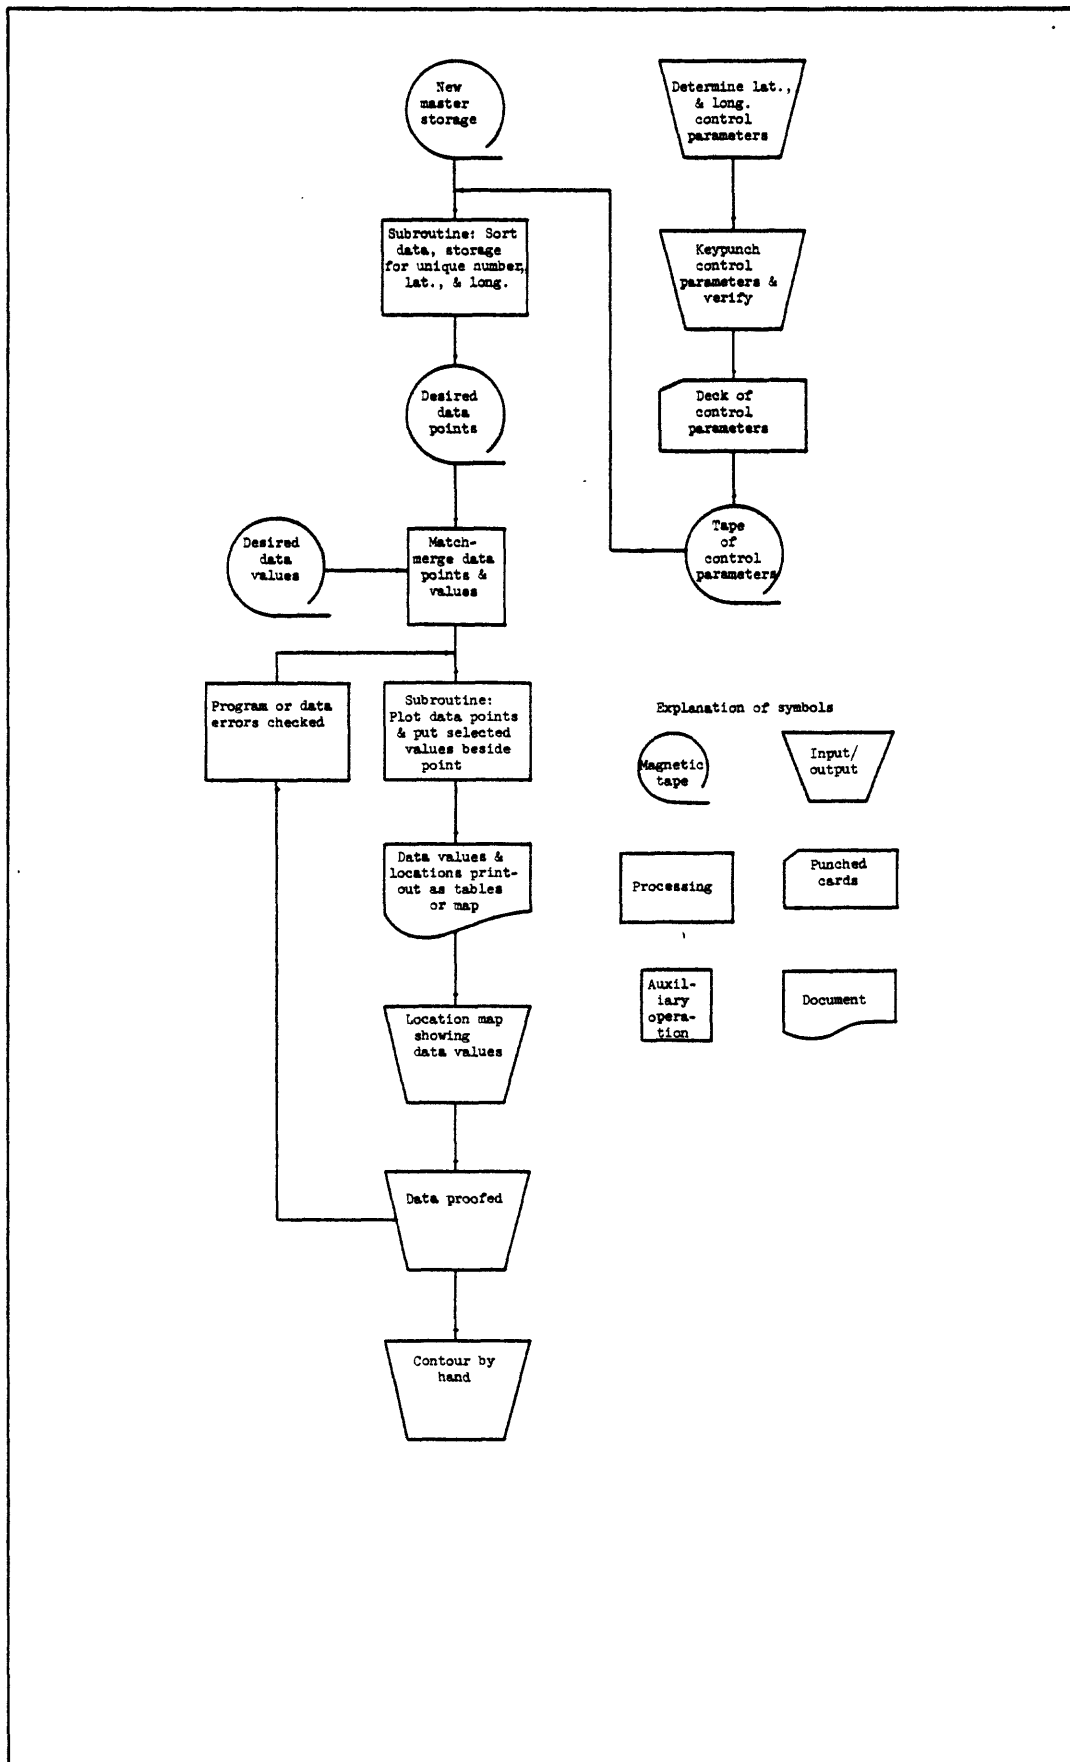 New
master
storage
Determine lat.,
& long.
control
parameters
Subroutine: Sort
data, storage
for unique number,
lat., & long.
Keypunch
control
parameters &
verify
Desired
data
points
Deck of
control
parameters
Tape
of
control
parameters
Desired
data
values
Match-
merge data
points &
values
Program or data
errors checked
Subroutine:
Plot data points
& put selected
values beside
point
Data values &
locations print-
out as tables
or map
Location map
showing
data values
Data proofed
Contour by
hand
Explanation of symbols
Magnetic
tape
Input/
output
Processing
Punched
cards
Auxil-
iary
opera-
tion
Document